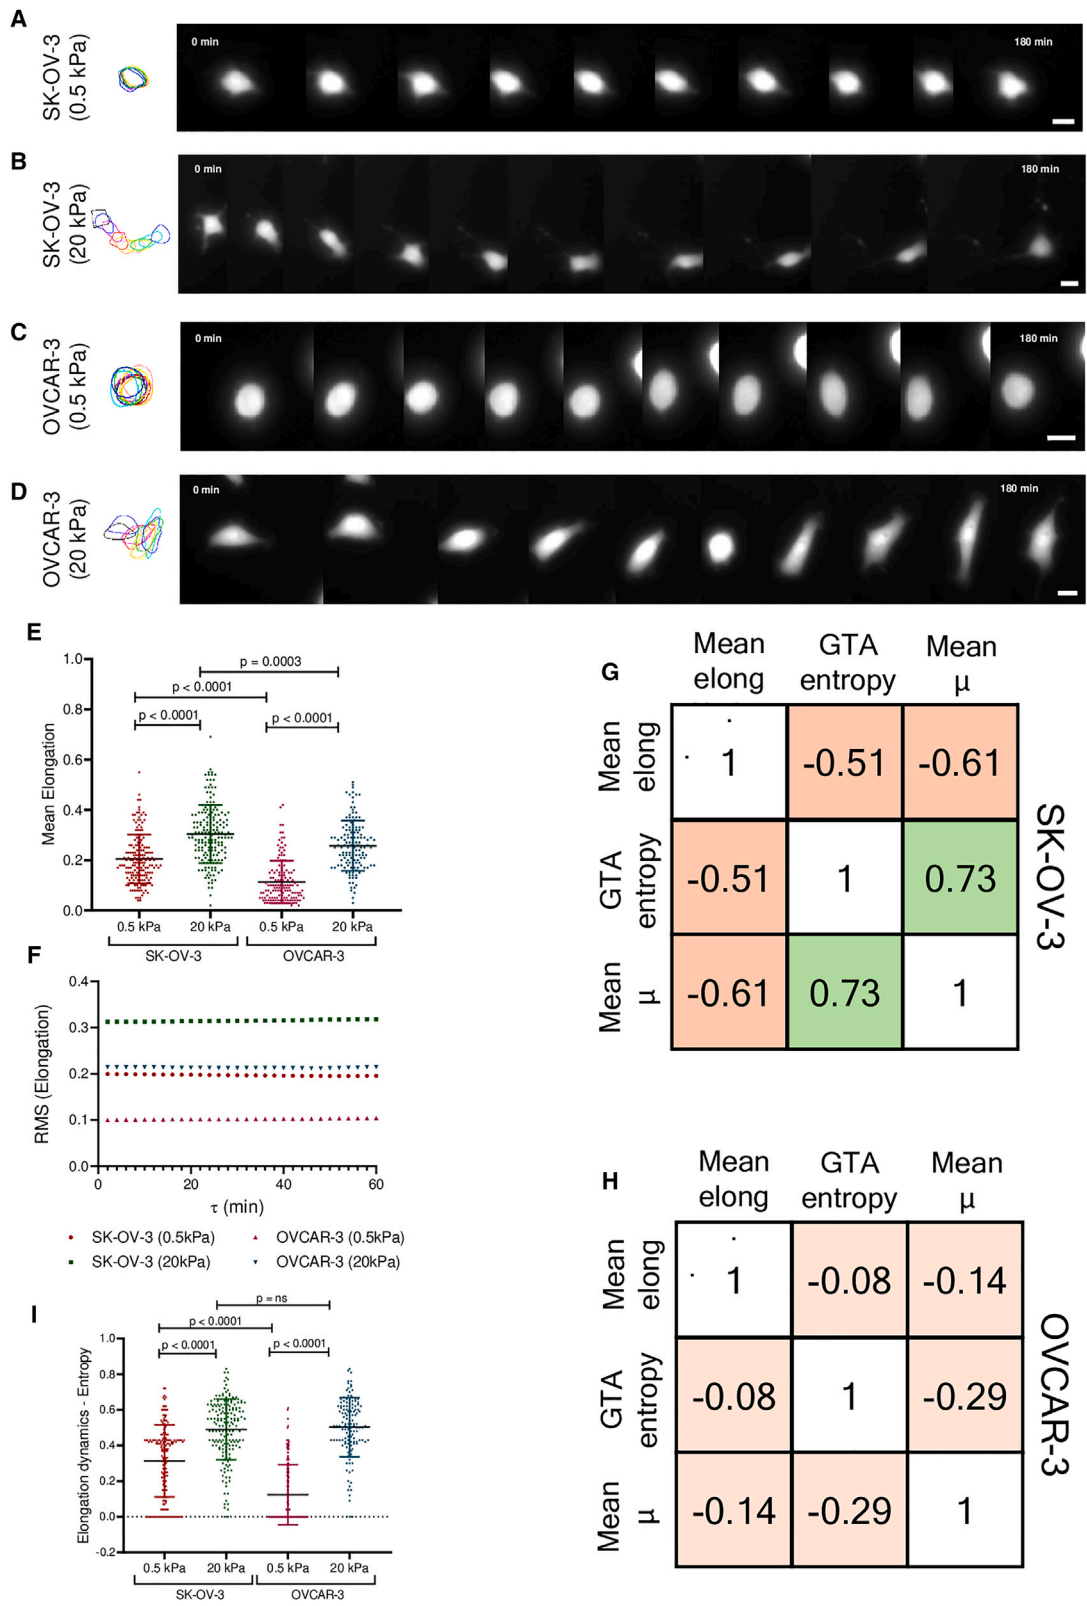 A
SK-OV-3
(0.5 kPa)
0 min
180 min
B
SK-OV-3
(20 kPa)
0 min
180 min
C
OVCAR-3
(0.5 kPa)
0 min
180 min
D
OVCAR-3
(20 kPa)
0 min
180 min
E
Mean Elongation
1.0
0.8
0.6
0.4
0.2
0.0
p = 0.0003
p < 0.0001
p < 0.0001
p < 0.0001
0.5 kPa
20 kPa
0.5 kPa
20 kPa
SK-OV-3
OVCAR-3
F
RMS (Elongation)
0.4
0.3
0.2
0.1
0.0
0
20
40
60
τ (min)
SK-OV-3 (0.5kPa)
OVCAR-3 (0.5kPa)
SK-OV-3 (20kPa)
OVCAR-3 (20kPa)
G
Mean
elong
GTA
entropy
Mean
μ
Mean
elong
1
-0.51
-0.61
GTA
entropy
-0.51
1
0.73
Mean
μ
-0.61
0.73
1
SK-OV-3
H
Mean
elong
GTA
entropy
Mean
μ
Mean
elong
1
-0.08
-0.14
GTA
entropy
-0.08
1
-0.29
Mean
μ
-0.14
-0.29
1
OVCAR-3
I
Elongation dynamics - Entropy
1.0
0.6
0.4
0.2
0.0
-0.2
p = ns
p < 0.0001
p < 0.0001
p < 0.0001
0.5 kPa
20 kPa
0.5 kPa
20 kPa
SK-OV-3
OVCAR-3